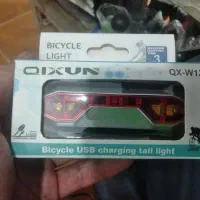 BICYCLE
LIGHT
3
QIXUN
QX-W1
Bicycle USB charging tail light